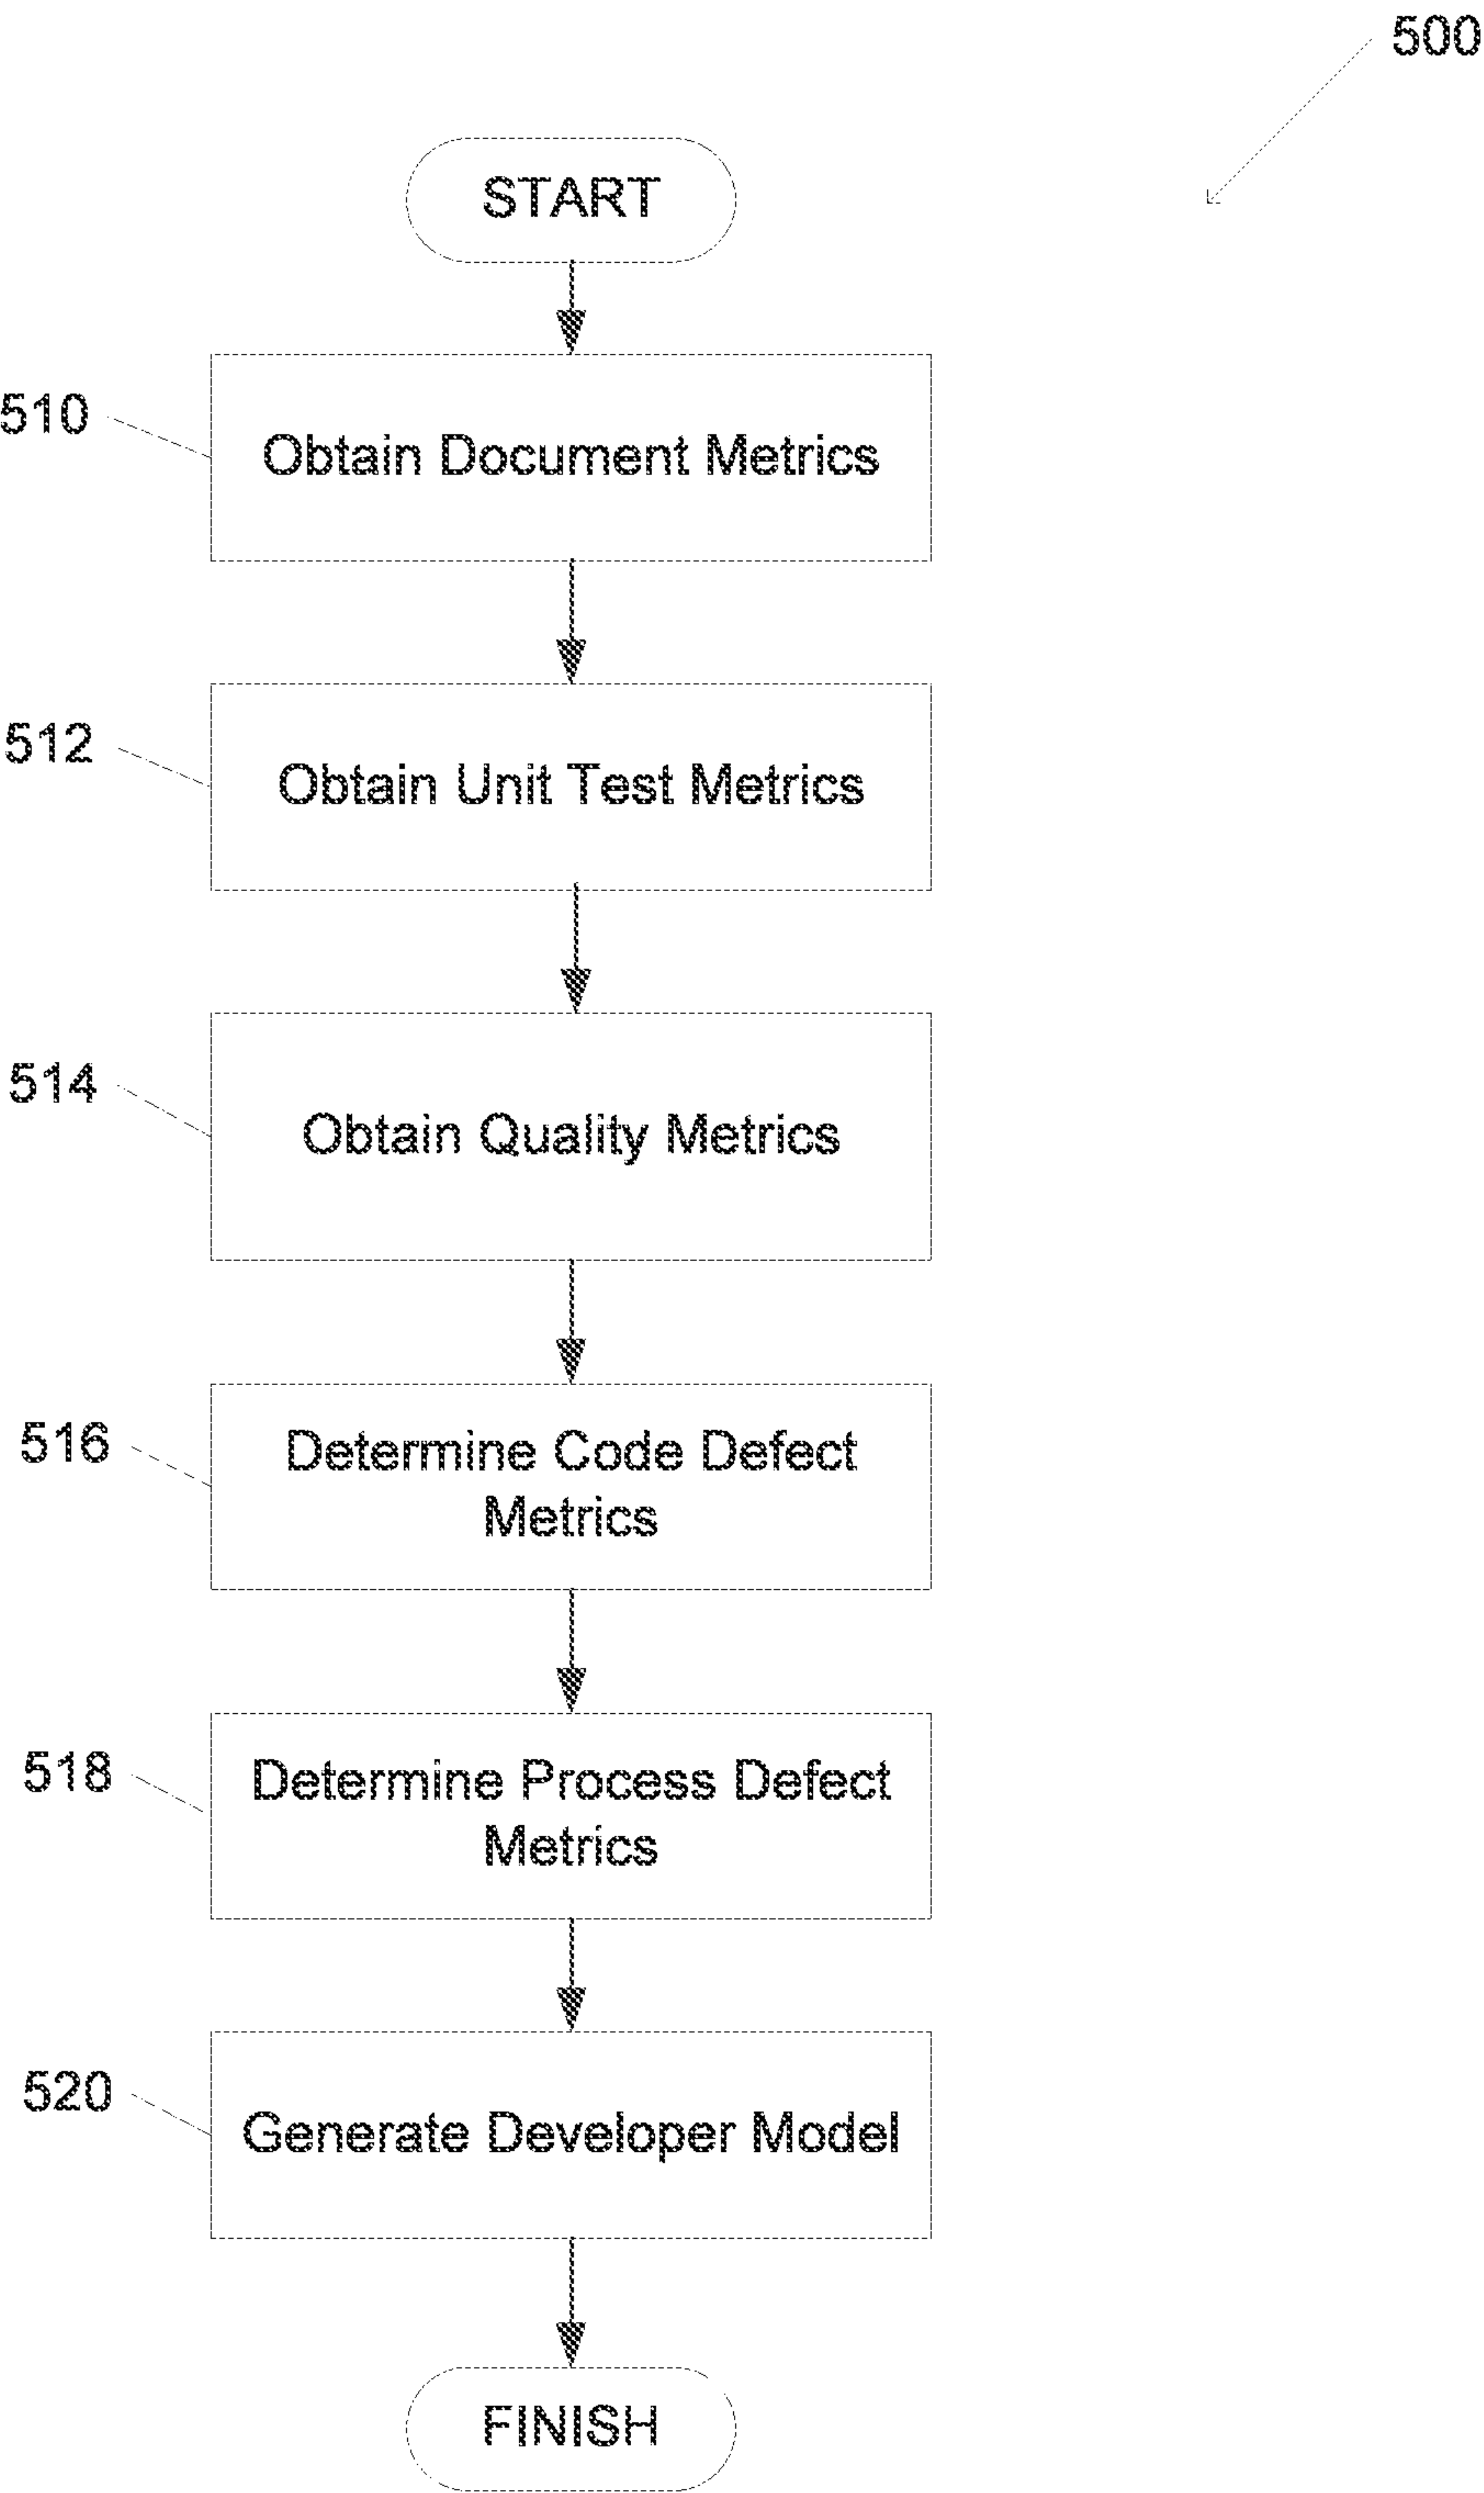 500
START
510
Obtain Document Metrics
512
Obtain Unit Test Metrics
514
Obtain Quality Metrics
516
Determine Code Defect
Metrics
518
Determine Process Defect
Metrics
520
Generate Developer Model
FINISH